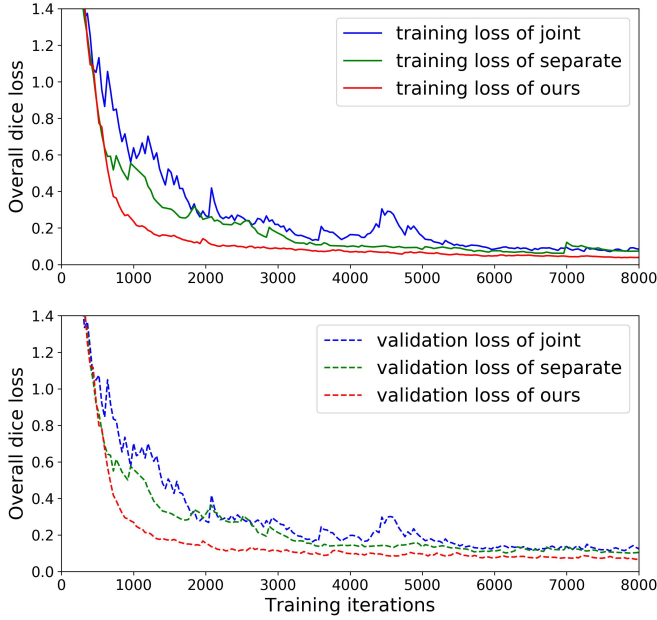 1.4
1.2
1.0
0.8
0.6
0.4
0.2
0.0
Overall dice loss
training loss of joint
training loss of separate
training loss of ours
0 1000 2000 3000 4000 5000 6000 7000 8000
1.4
1.2
1.0
0.8
0.6
0.4
0.2
0.0
Overall dice loss
validation loss of joint
validation loss of separate
validation loss of ours
0 1000 2000 3000 4000 5000 6000 7000 8000
Training iterations